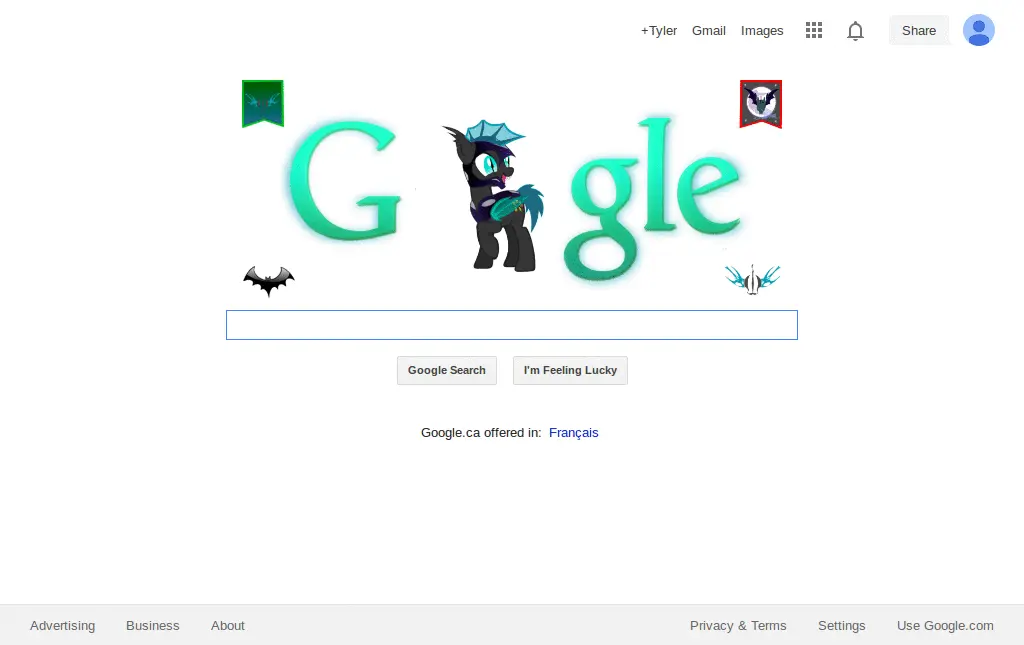 +Tyler Gmail Images Share
G gle
Google Search I'm Feeling Lucky
Google.ca offered in: Français
Advertising Business About Privacy & Terms Settings Use Google.com